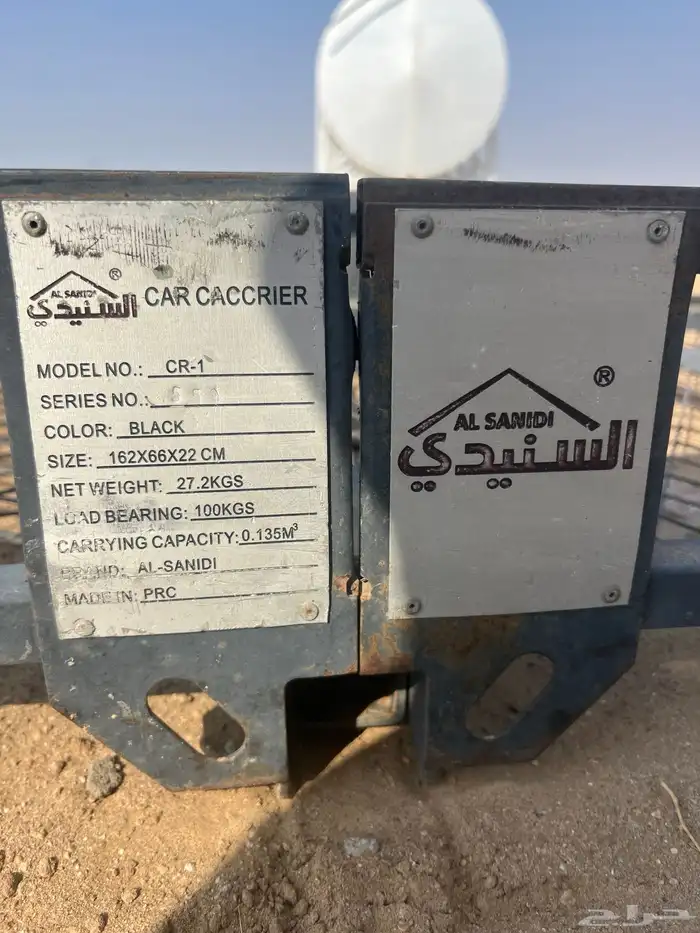 AL SANIDI ®
السنيدي
CAR CACCRIER
MODEL NO.: CR-1
SERIES NO.:
COLOR: BLACK
SIZE: 162X66X22 CM
NET WEIGHT: 27.2KGS
LOAD BEARING: 100KGS
CARRYING CAPACITY: 0.135M³
BRAND: AL-SANIDI
MADE IN: PRC
®
AL SANIDI
السنيدي
حراج